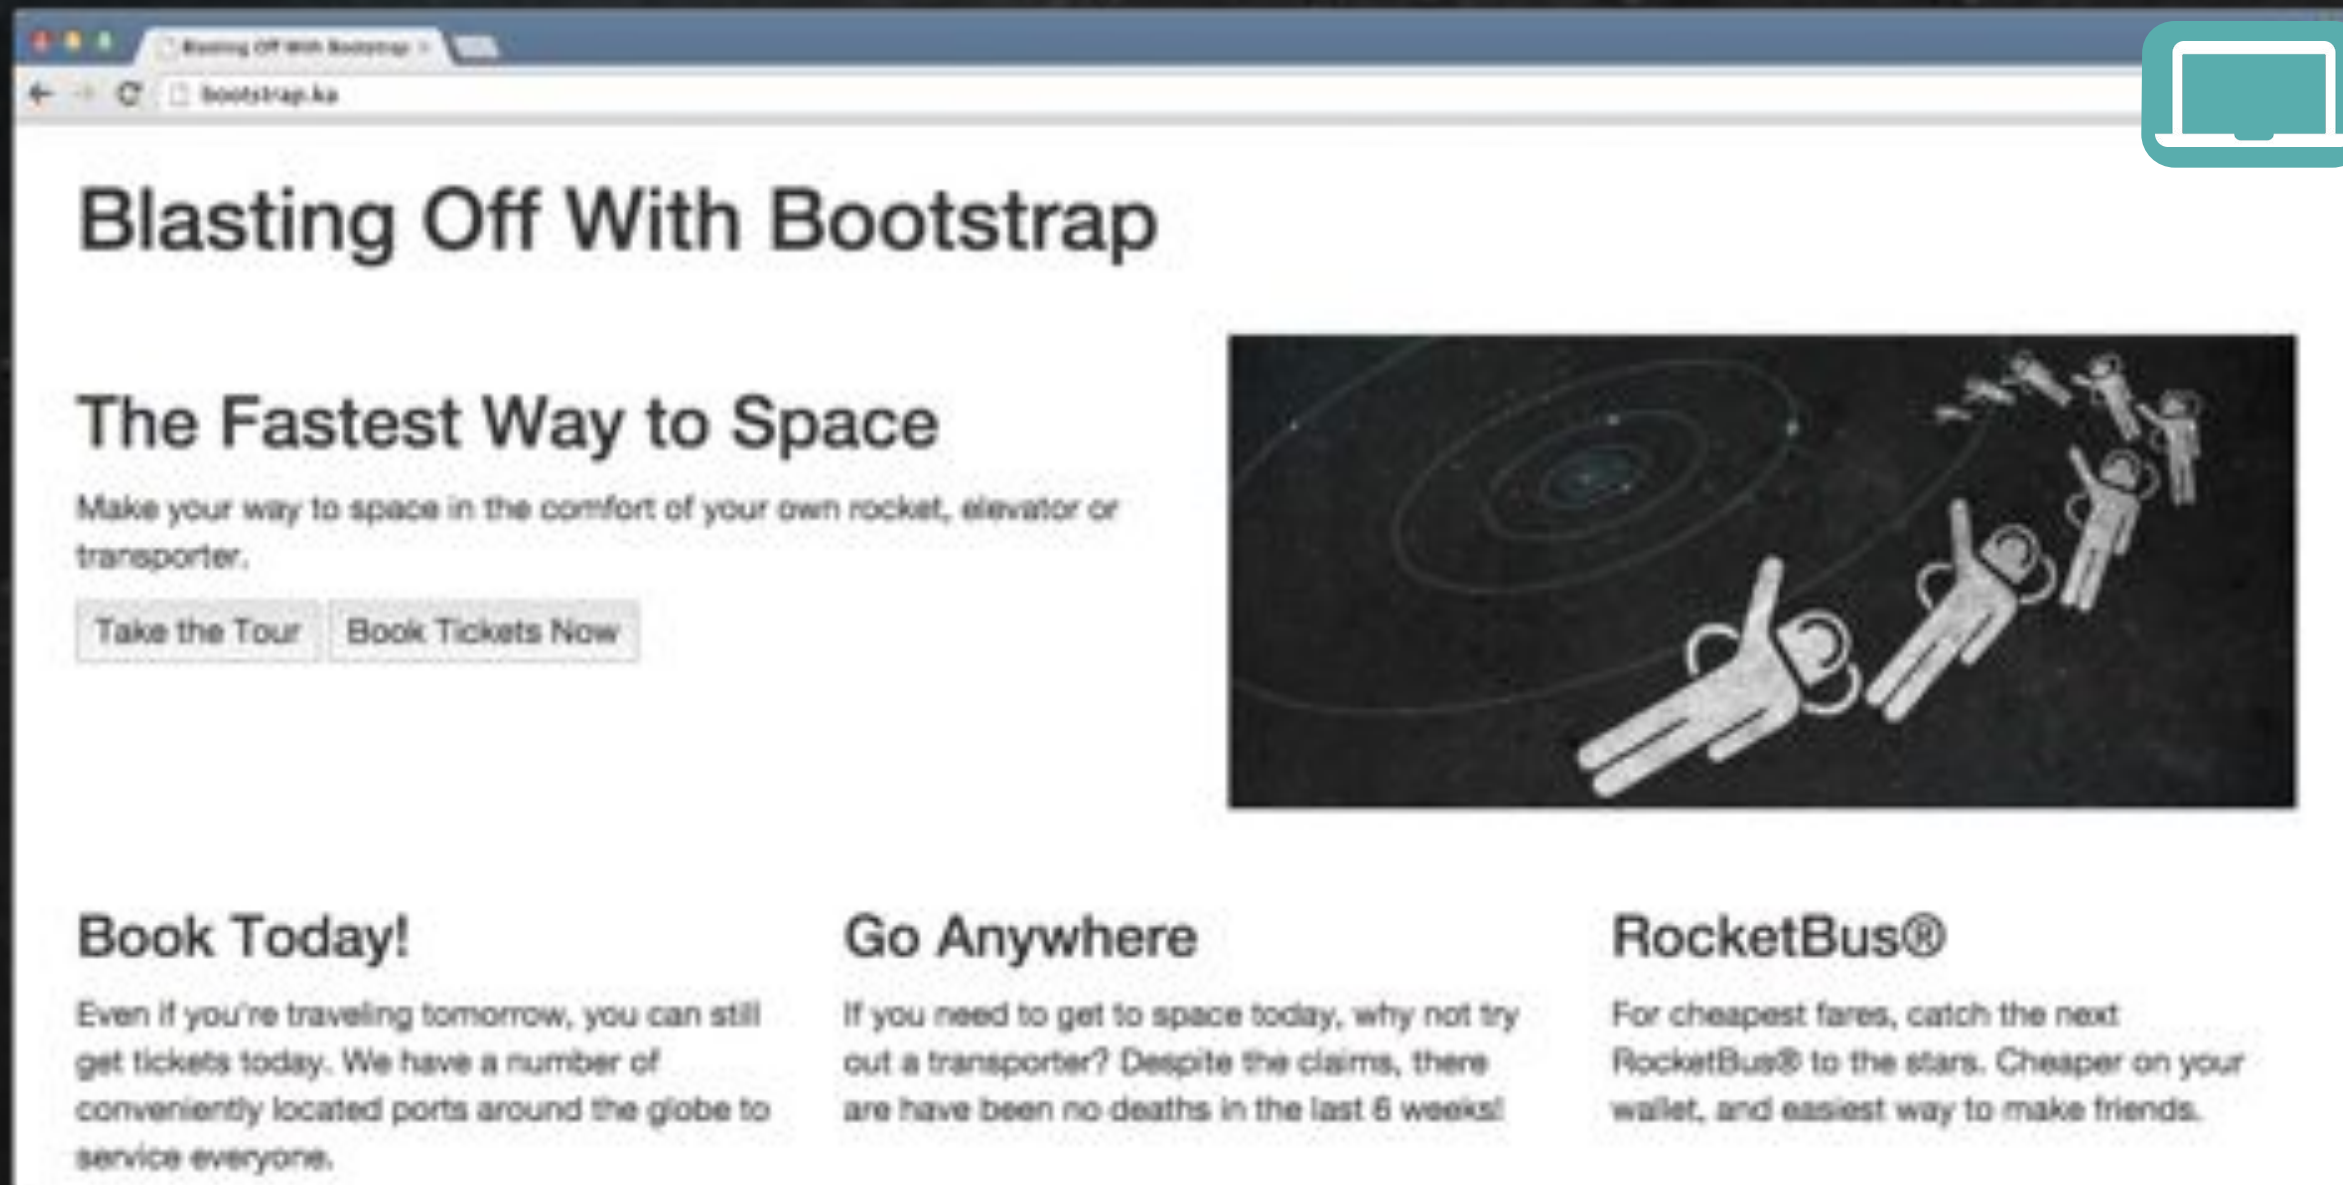 Blasting Off With Bootstrap
bootstrap.ka
Blasting Off With Bootstrap
The Fastest Way to Space
Make your way to space in the comfort of your own rocket, elevator or
transporter.
Take the Tour
Book Tickets Now
Book Today!
Even if you're traveling tomorrow, you can still
get tickets today. We have a number of
conveniently located ports around the globe to
service everyone.
Go Anywhere
If you need to get to space today, why not try
out a transporter? Despite the claims, there
are have been no deaths in the last 6 weeks!
RocketBus®
For cheapest fares, catch the next
RocketBus® to the stars. Cheaper on your
wallet, and easiest way to make friends.